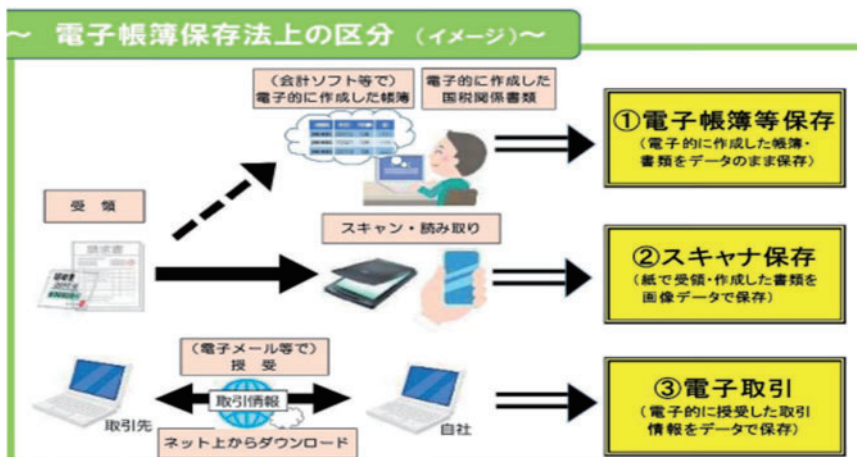 ～ 電子帳簿保存法上の区分 （イメージ）～
（会計ソフト等で）
電子的に作成した帳簿
電子的に作成した
国税関係書類
①電子帳簿等保存
（電子的に作成した帳簿・
書類をデータのまま保存）
受 領
請求書
領収書
スキャン・読み取り
②スキャナ保存
（紙で受領・作成した書類を
画像データで保存）
（電子メール等で）
授 受
取引情報
取引先
自社
ネット上からダウンロード
③電子取引
（電子的に授受した取引
情報をデータで保存）